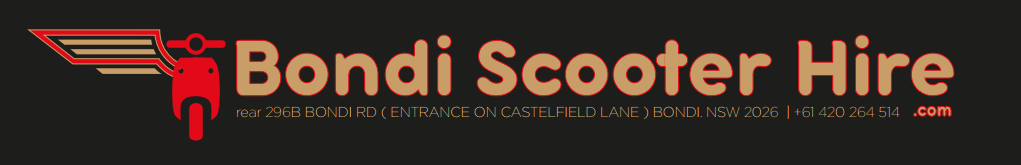 Bondi Scooter Hire
rear 296B BONDI RD ( ENTRANCE ON CASTELFIELD LANE ) BONDI. NSW 2026 | +61 420 264 514 .com